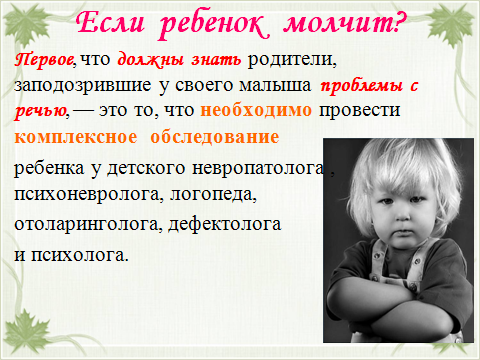 Если ребенок молчит?
Первое, что должны знать родители,
заподозрившие у своего малыша проблемы с
речью, — это то, что необходимо провести
комплексное обследование
ребенка у детского невропатолога ,
психоневролога, логопеда,
отоларинголога, дефектолога
и психолога.